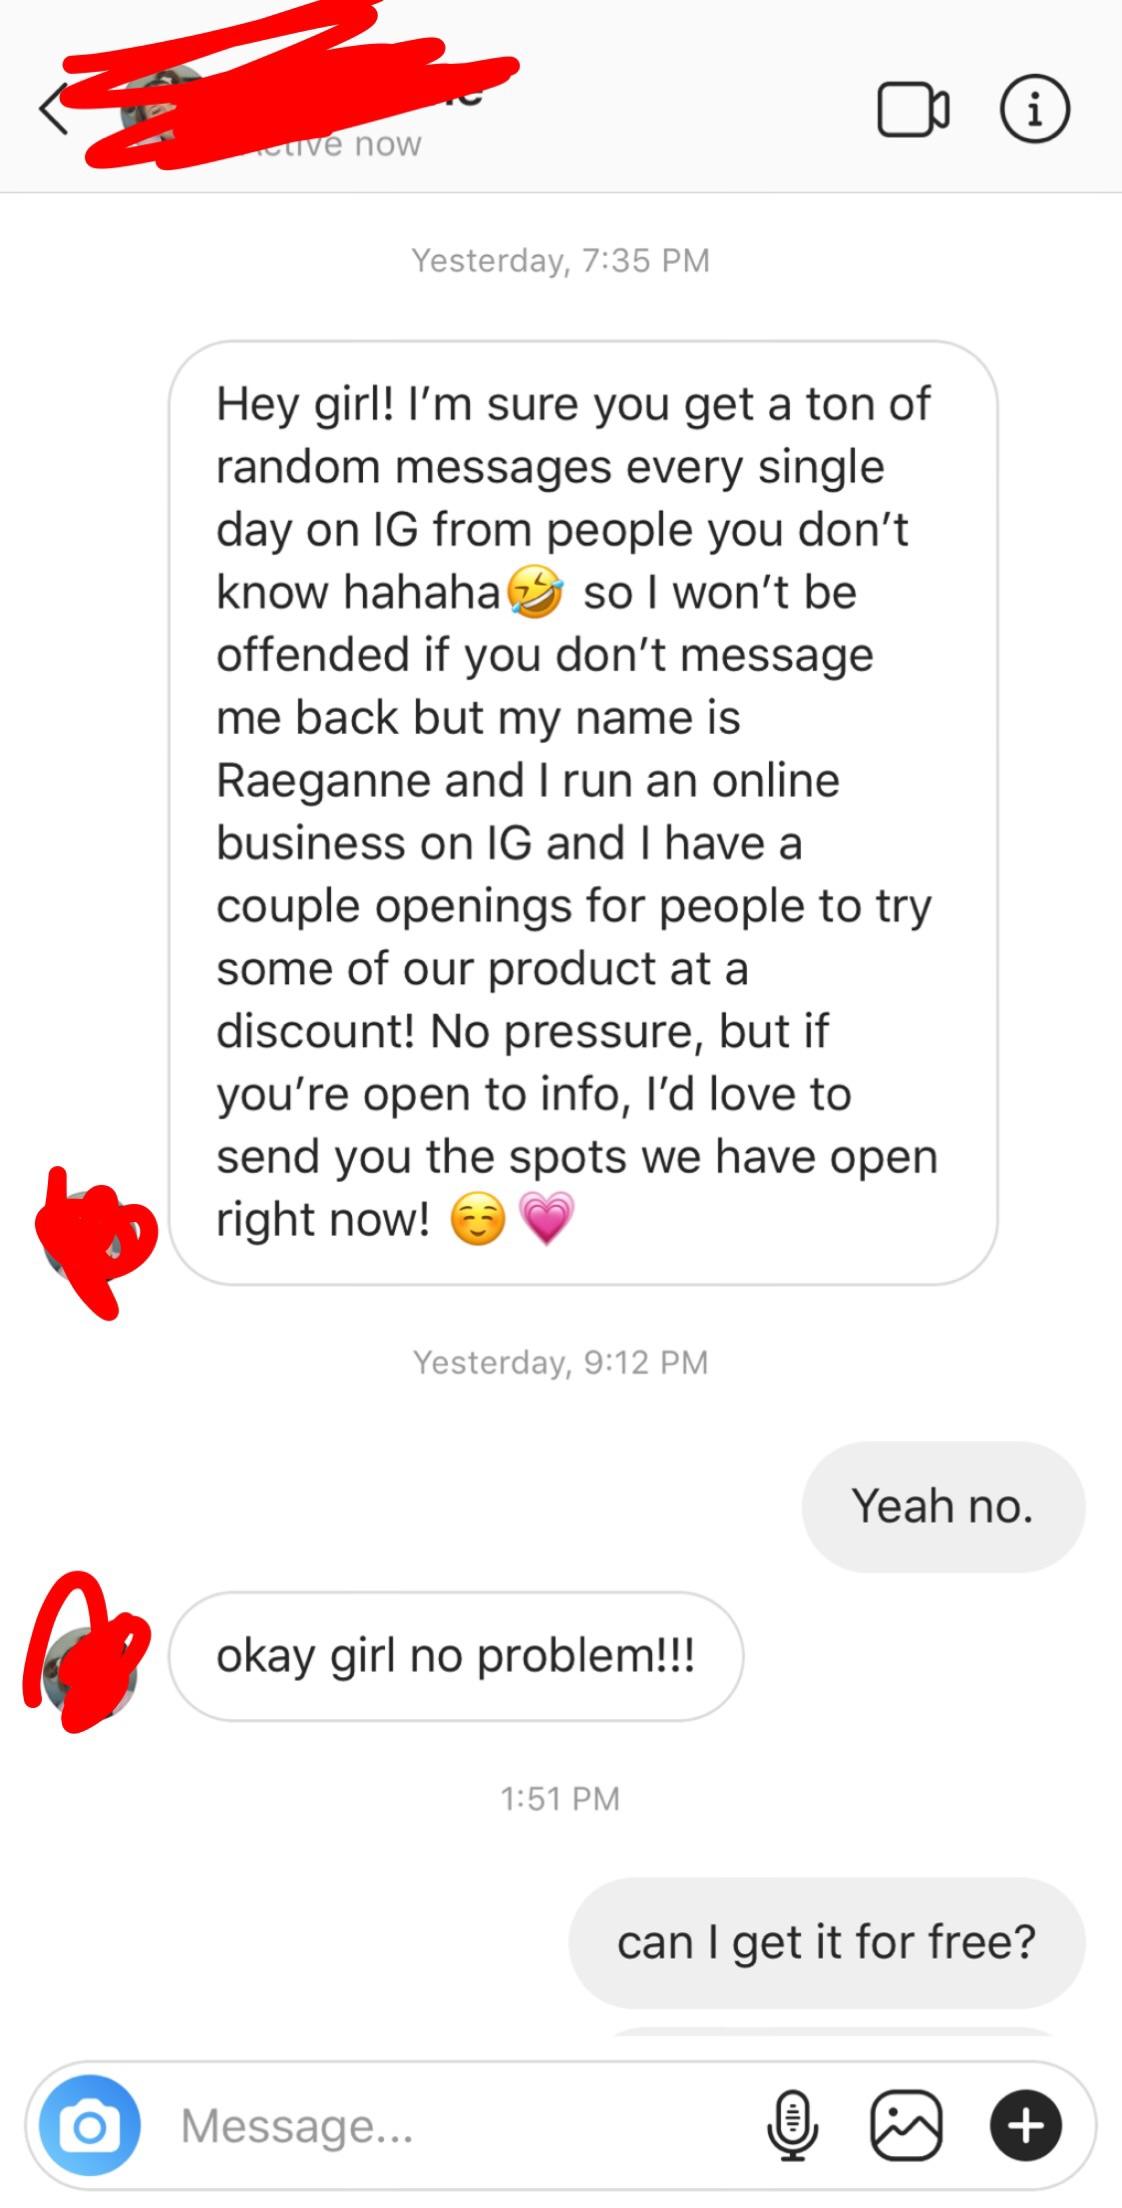 now
Yesterday, 7:35 PM
Hey girl! I’m sure you get a ton of
random messages every single
day on IG from people you don’t
know hahaha🤣 so I won’t be
offended if you don’t message
me back but my name is
Raeganne and I run an online
business on IG and I have a
couple openings for people to try
some of our product at a
discount! No pressure, but if
you’re open to info, I’d love to
send you the spots we have open
right now! ☺️💗
Yesterday, 9:12 PM
Yeah no.
okay girl no problem!!!
1:51 PM
can I get it for free?
Message...